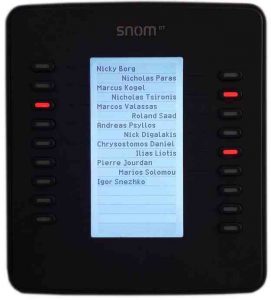 snom
Nicky Borg
Nicholas Paras
Marcus Kogel
Nicholas Tsironis
Marcos Valassas
Roland Saad
Andreas Psyllos
Nick Digalakis
Chrysostomos Daniel
Ilias Liotis
Pierre Jourdan
Marios Solomou
Igor Snezhko